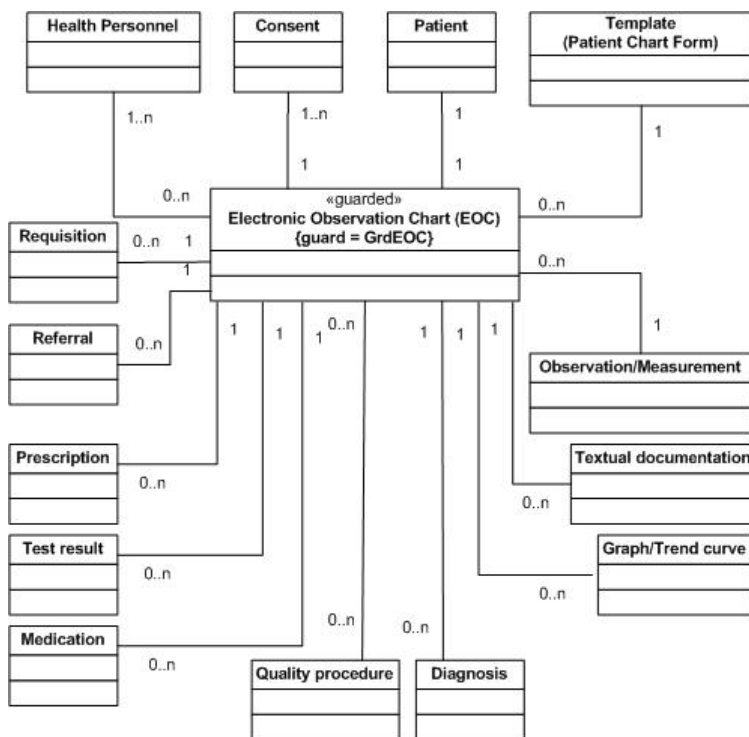 Health Personnel
Consent
Patient
Template
(Patient Chart Form)
1..n
1..n
1
1
1
1
0..n
0..n
«guarded»
Electronic Observation Chart (EOC)
{guard = GrdEOC}
Requisition
0..n
1
1
0..n
Referral
0..n
1
1
1
0..n
1
1
1
1
Observation/Measurement
Prescription
0..n
Textual documentation
0..n
Test result
0..n
Graph/Trend curve
0..n
Medication
0..n
0..n
0..n
Quality procedure
Diagnosis